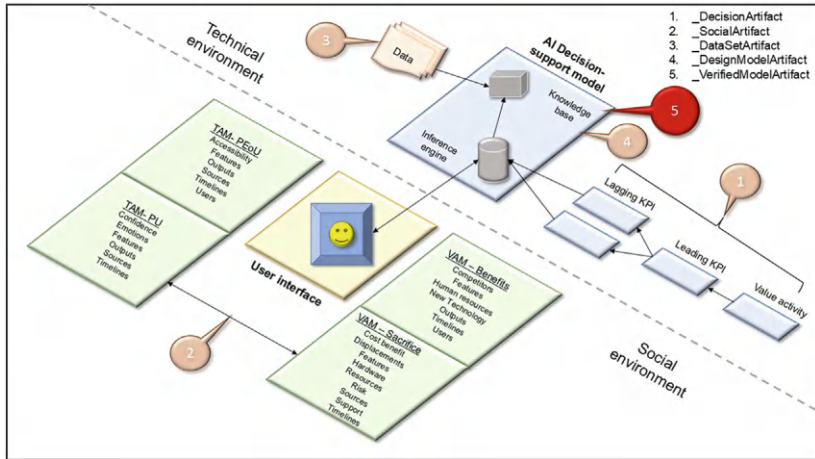 1. _DecisionArtifact
2. _SocialArtifact
3. _DataSetArtifact
4. _DesignModelArtifact
5. _VerifiedModelArtifact
Technical environment
3
Data
AI Decision-
support model
Knowledge
base
Inference
engine
5
4
1
Lagging KPI
Leading KPI
Value activity
TAM- PEoU
Accessibility
Features
Outputs
Sources
Timelines
Users
TAM- PU
Confidence
Emotions
Features
Outputs
Sources
Timelines
User interface
VAM – Benefits
Competitors
Features
Human resources
New Technology
Outputs
Timelines
Users
VAM – Sacrifice
Cost benefit
Displacements
Features
Hardware
Resources
Risk
Sources
Support
Timelines
2
Social
environment